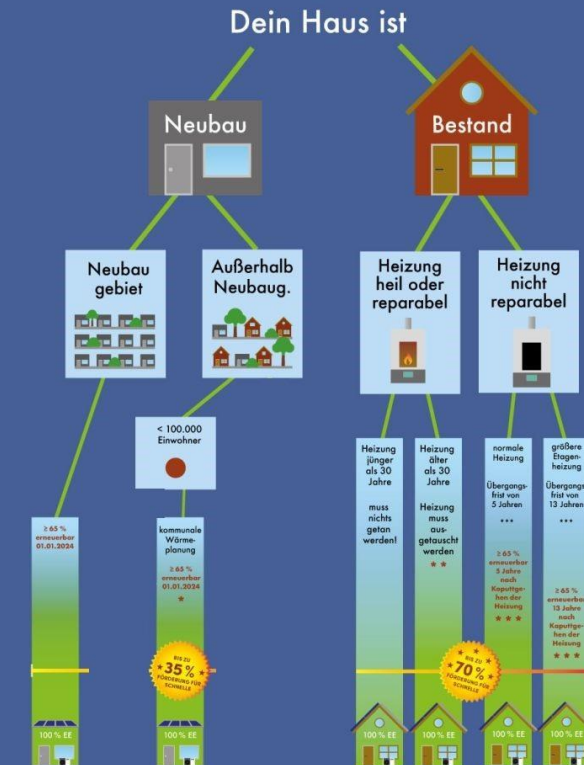 Dein Haus ist
Neubau
Bestand
Neubau
gebiet
Außerhalb
Neubaug.
Heizung
heil oder
reparabel
Heizung
nicht
reparabel
< 100.000
Einwohner
≥ 65 %
erneuerbar
01.01.2024
kommunale
Wärme-
planung
≥ 65 %
erneuerbar
01.01.2024
*
Heizung
jünger
als 30
Jahre
muss
nichts
getan
werden!
Heizung
älter
als 30
Jahre
Heizung
muss
aus-
getauscht
werden
* *
normale
Heizung
Übergangs-
frist von
5 Jahren
...
≥ 65 %
erneuerbar
5 Jahre
nach
Kaputtge-
hen der
Heizung
* * *
größere
Etagen-
heizung
Übergangs
frist von
13 Jahren
...
≥ 65 %
erneuerbar
13 Jahre
nach
Kaputtge-
hen der
Heizung
* * *
BIS ZU
35 %
FÖRDERUNG FÜR
SCHNELLE
BIS ZU
70 %
FÖRDERUNG FÜR
SCHNELLE
100 % EE
100 % EE
100 % EE
100 % EE
100 % EE
100 % EE